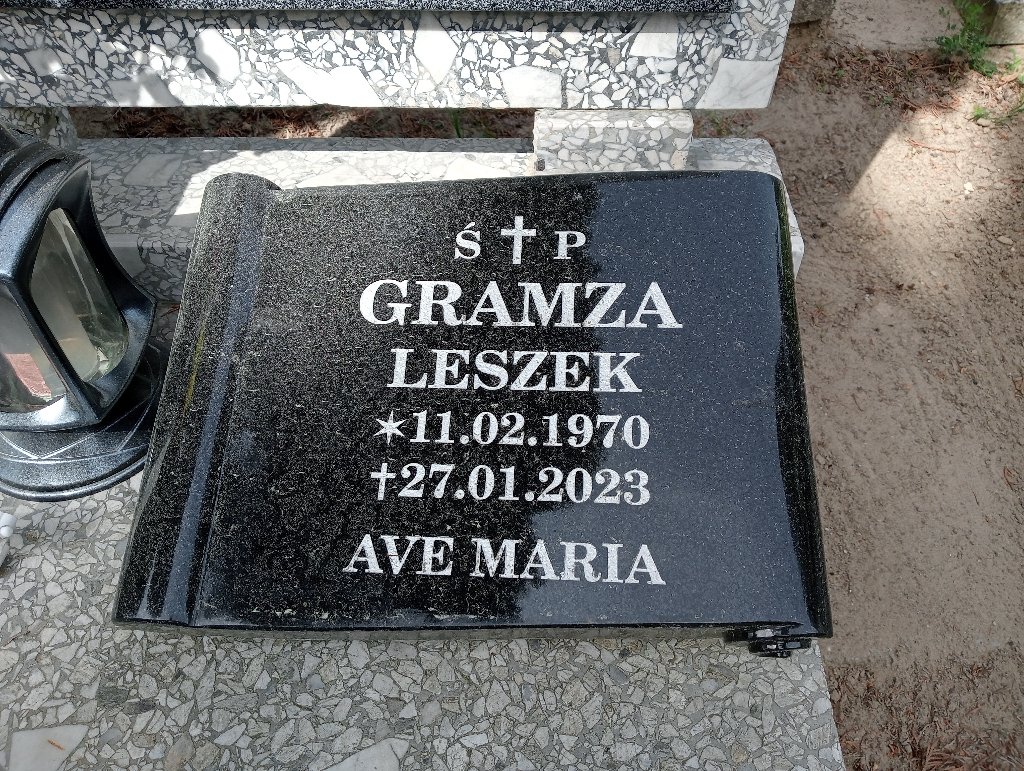 Ś✝P
GRAMZA
LESZEK
✶11.02.1970
✝27.01.2023
AVE MARIA